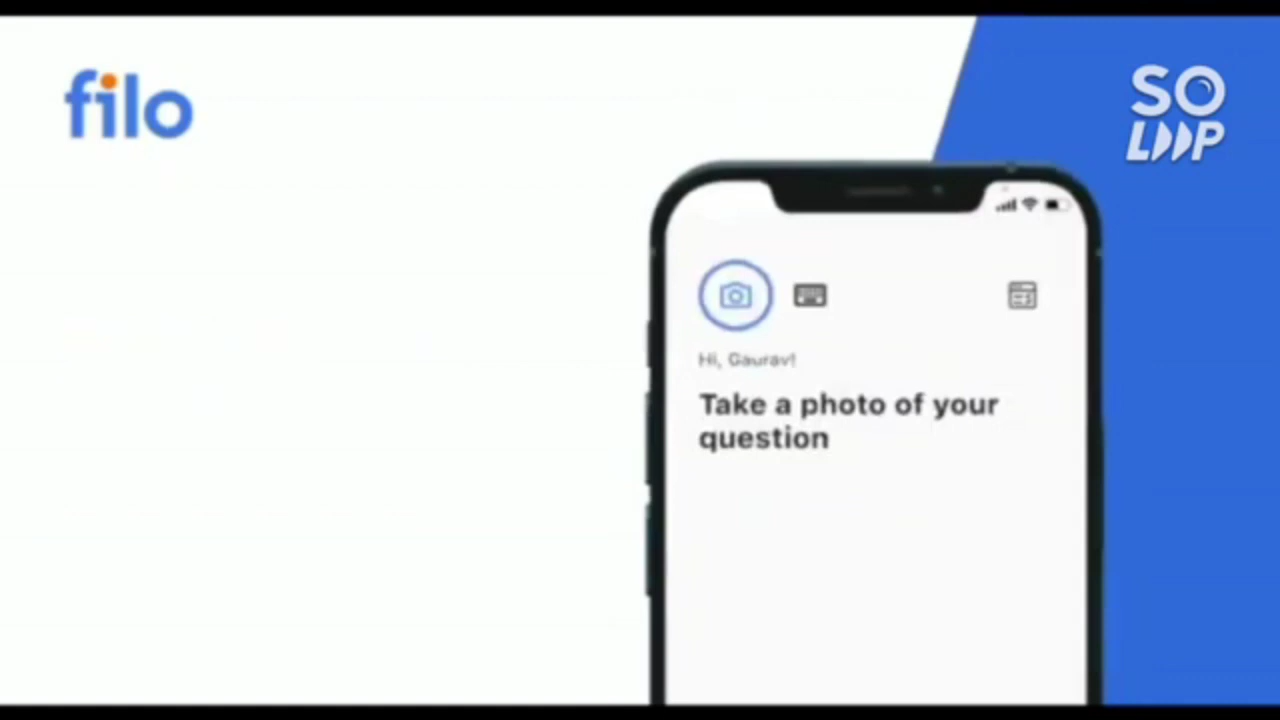 filo
SO
LOOP
Hi, Gaurav!
Take a photo of your
question